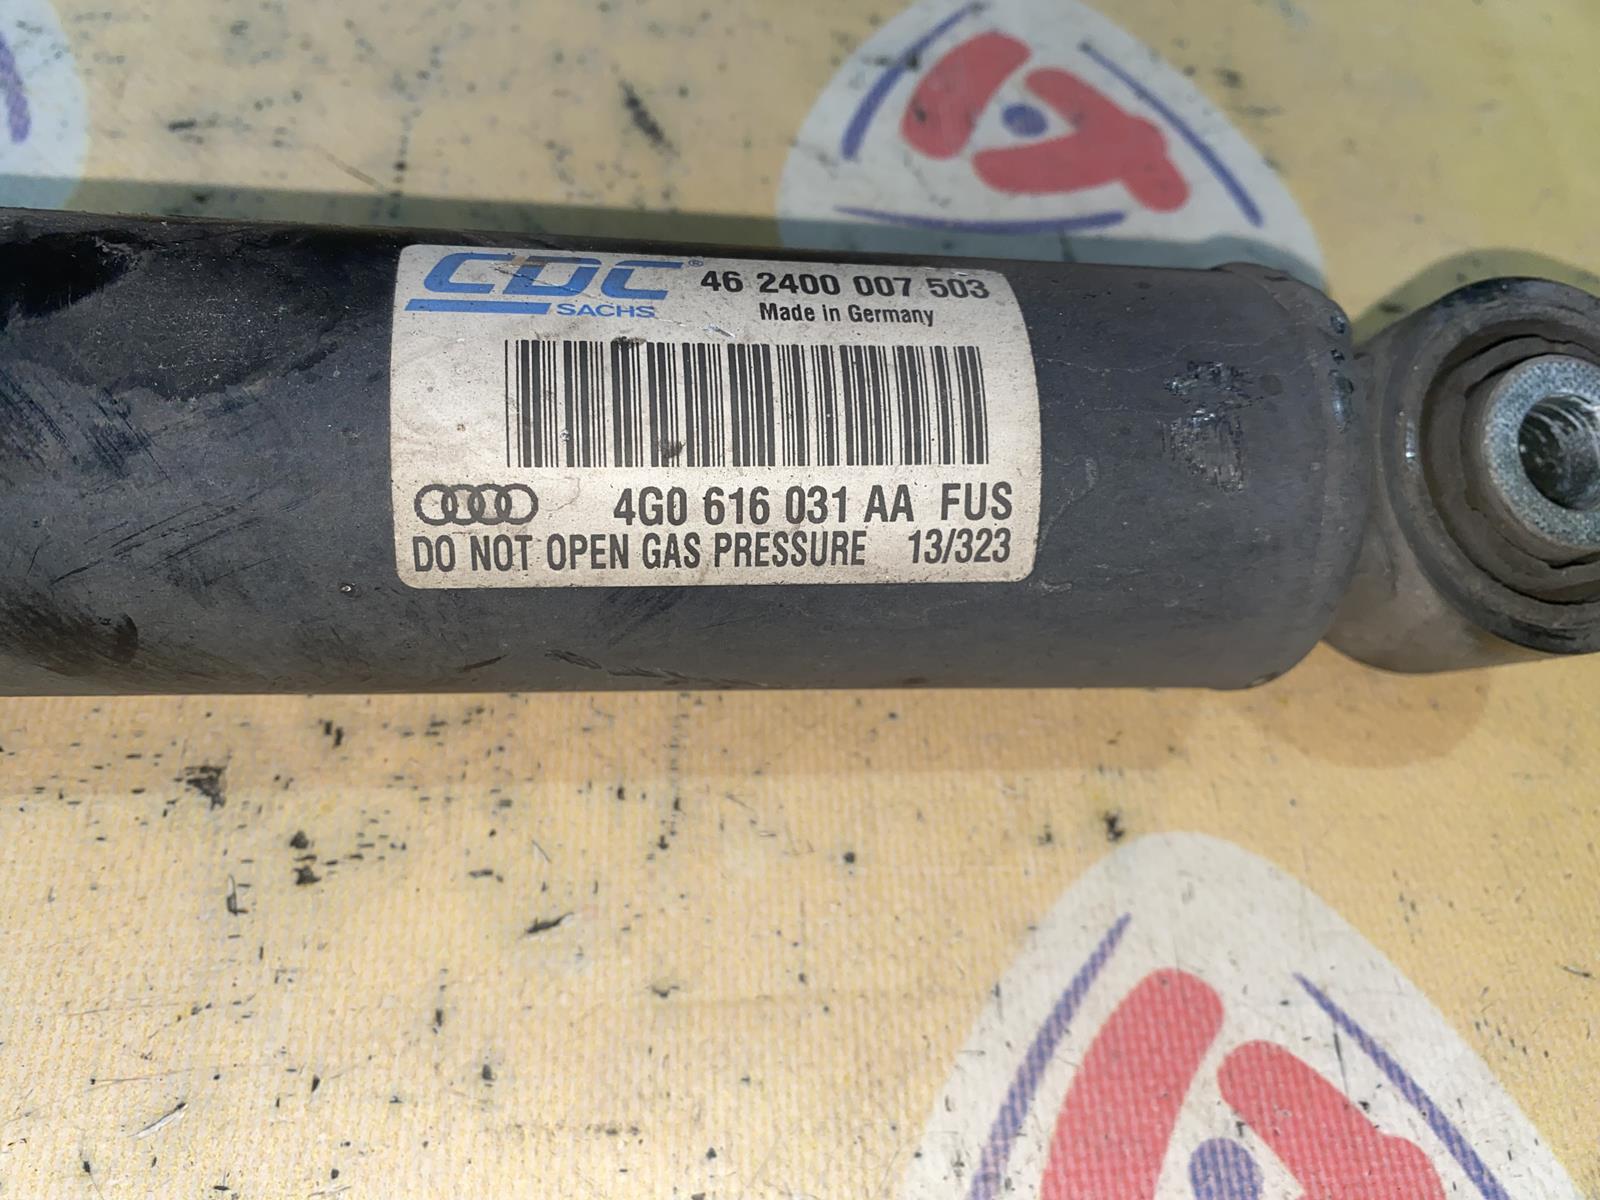 CDC® 46 2400 007 503
SACHS Made in Germany
4G0 616 031 AA FUS
DO NOT OPEN GAS PRESSURE 13/323